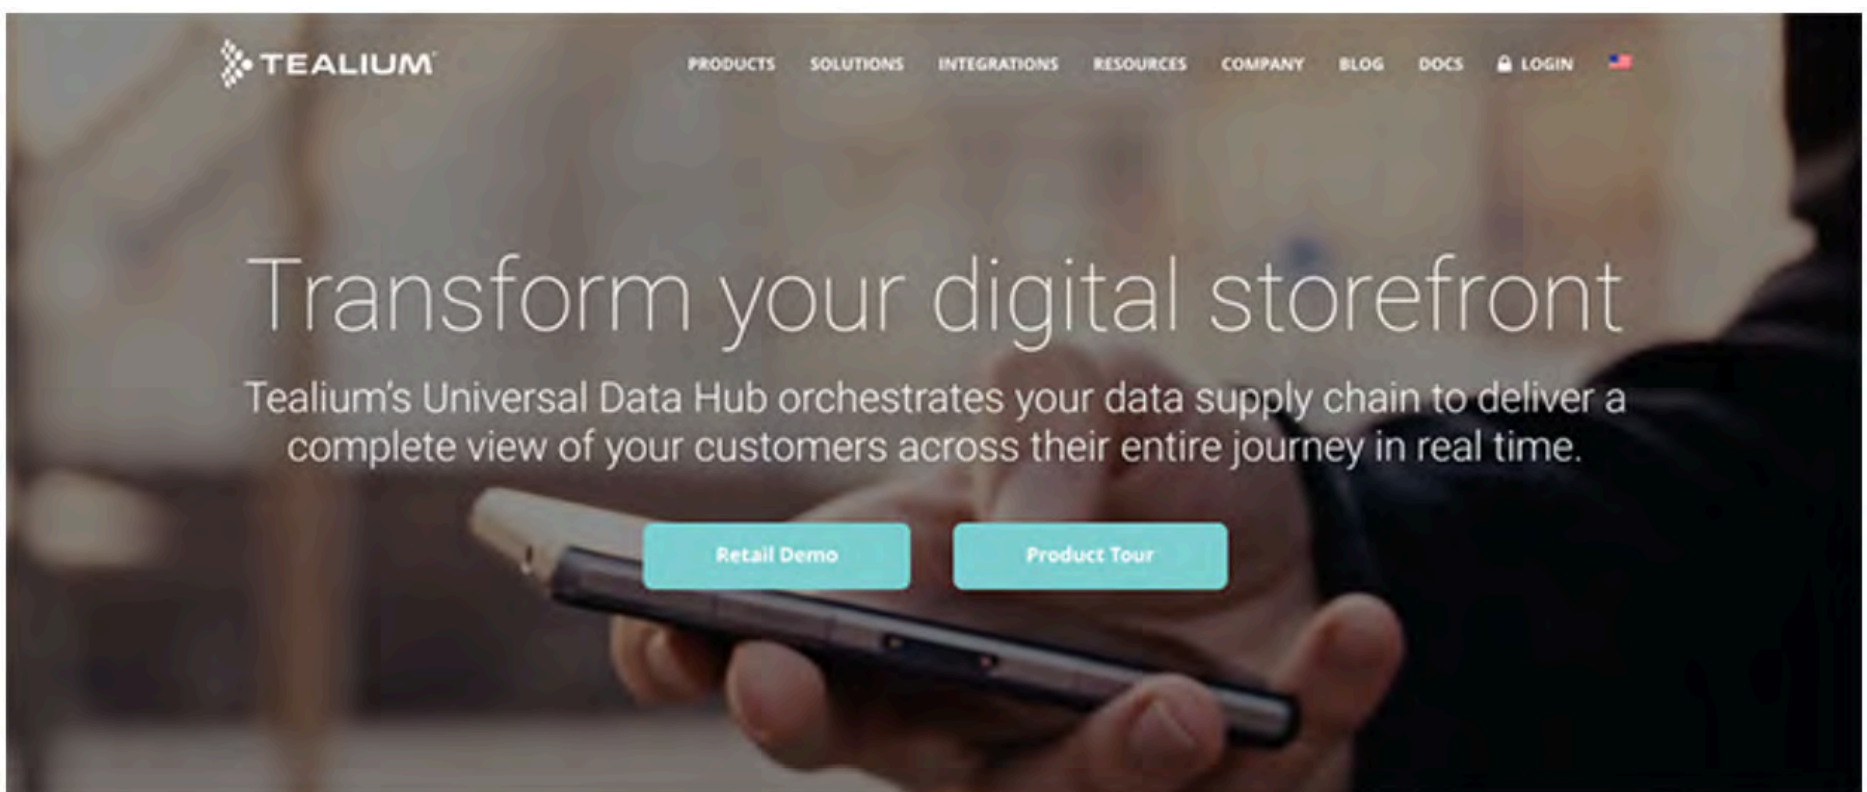 TEALIUM
PRODUCTS SOLUTIONS INTEGRATIONS RESOURCES COMPANY BLOG DOCS LOGIN
Transform your digital storefront
Tealium's Universal Data Hub orchestrates your data supply chain to deliver a
complete view of your customers across their entire journey in real time.
Retail Demo Product Tour